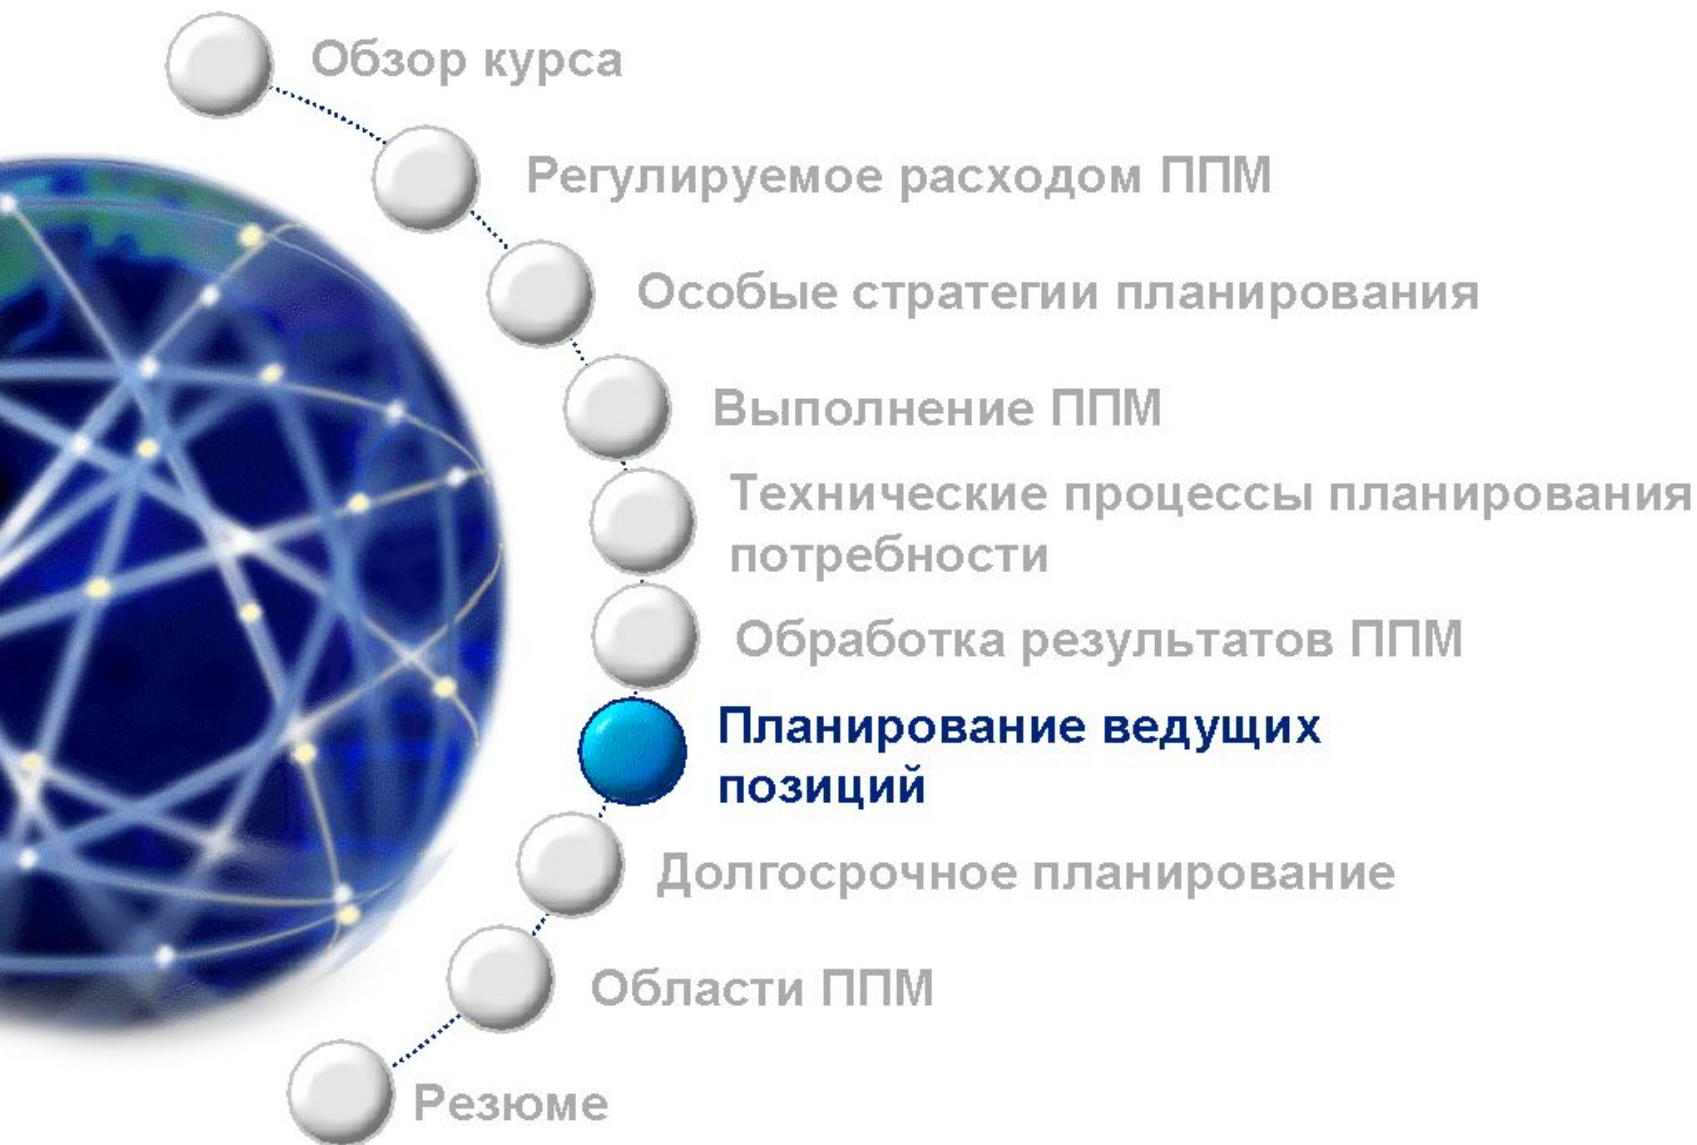 Обзор курса
Регулируемое расходом ППМ
Особые стратегии планирования
Выполнение ППМ
Технические процессы планирования
потребности
Обработка результатов ППМ
Планирование ведущих
позиций
Долгосрочное планирование
Области ППМ
Резюме